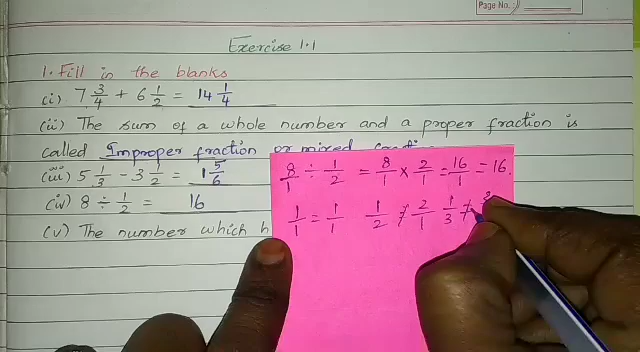 Page No.:
Exercise 1.1
1. Fill in the blanks
(i) 7 3/4 + 6 1/2 = 14 1/4
(ii) The sum of a whole number and a proper fraction is
called Improper fraction or mixed
(iii) 5 1/3 - 3 1/2 = 1 5/6
(iv) 8 ÷ 1/2 = 16
(v) The number which h
8/1 ÷ 1/2 = 8/1 × 2/1 = 16/1 = 16.
1/1 = 1/1 1/2 ≠ 2/1 1/3 ≠